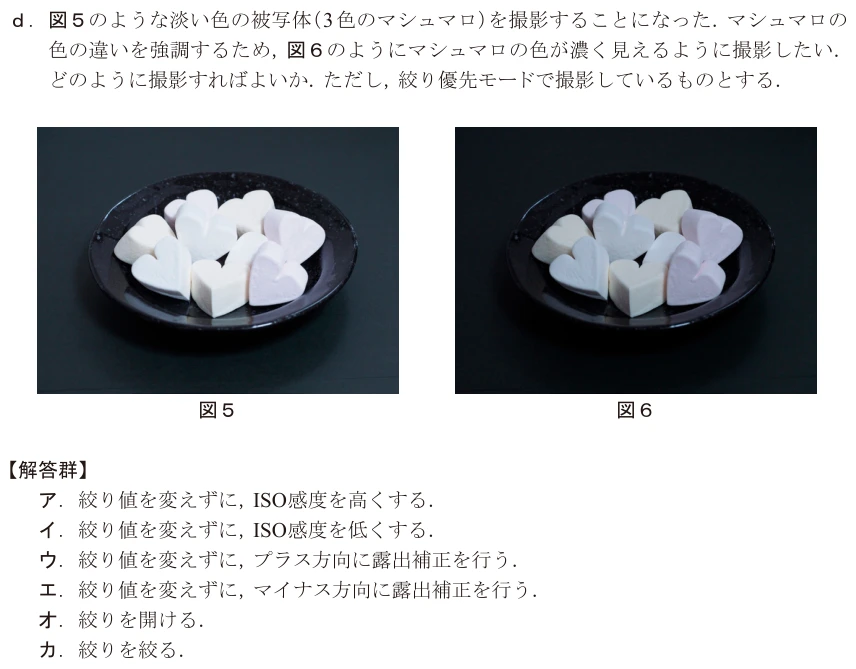 d．図5のような淡い色の被写体（3色のマシュマロ）を撮影することになった．マシュマロの
色の違いを強調するため，図6のようにマシュマロの色が濃く見えるように撮影したい．
どのように撮影すればよいか．ただし，絞り優先モードで撮影しているものとする．
図5
図6
【解答群】
ア．絞り値を変えずに，ISO感度を高くする．
イ．絞り値を変えずに，ISO感度を低くする．
ウ．絞り値を変えずに，プラス方向に露出補正を行う．
エ．絞り値を変えずに，マイナス方向に露出補正を行う．
オ．絞りを開ける．
カ．絞りを絞る．